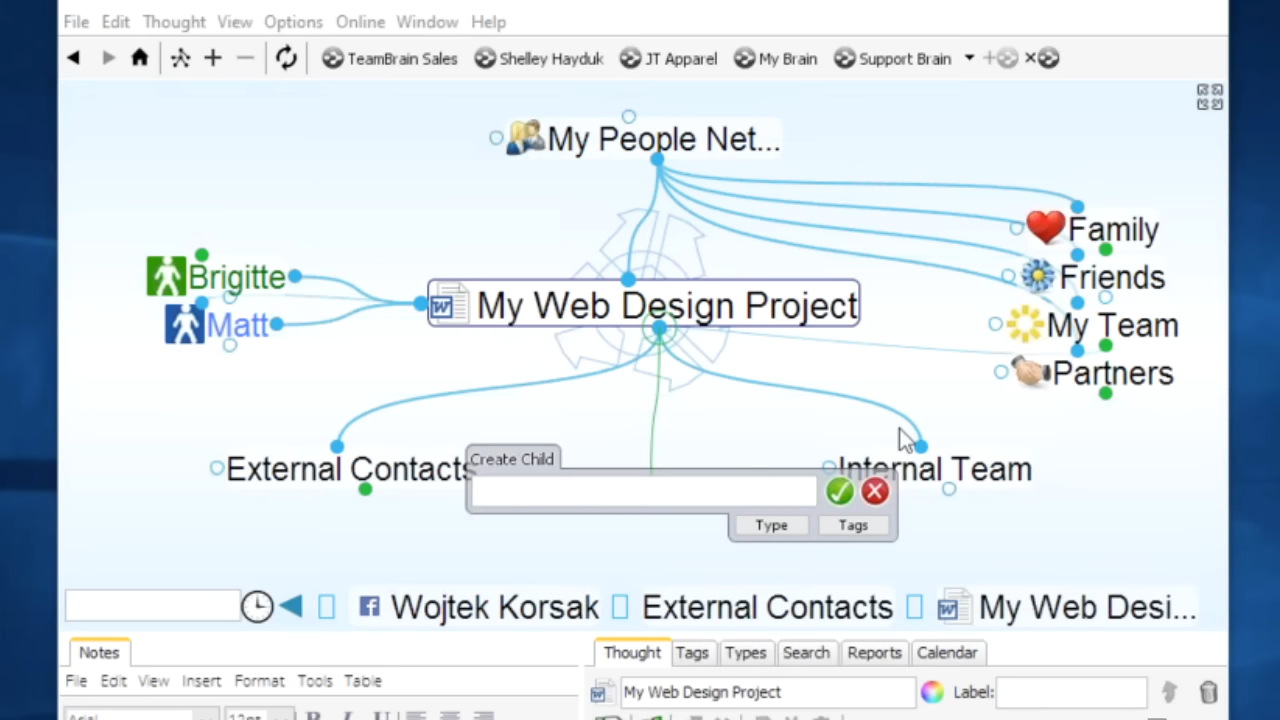 File Edit Thought View Options Online Window Help
TeamBrain Sales Shelley Hayduk JT Apparel My Brain Support Brain
My People Net...
Family
Brigitte
Friends
My Web Design Project
Matt
My Team
Partners
External Contacts
Create Child
Internal Team
Type Tags
Wojtek Korsak External Contacts My Web Desi...
Notes
Thought Tags Types Search Reports Calendar
File Edit View Insert Format Tools Table
My Web Design Project Label:
Arial 12pt B I U